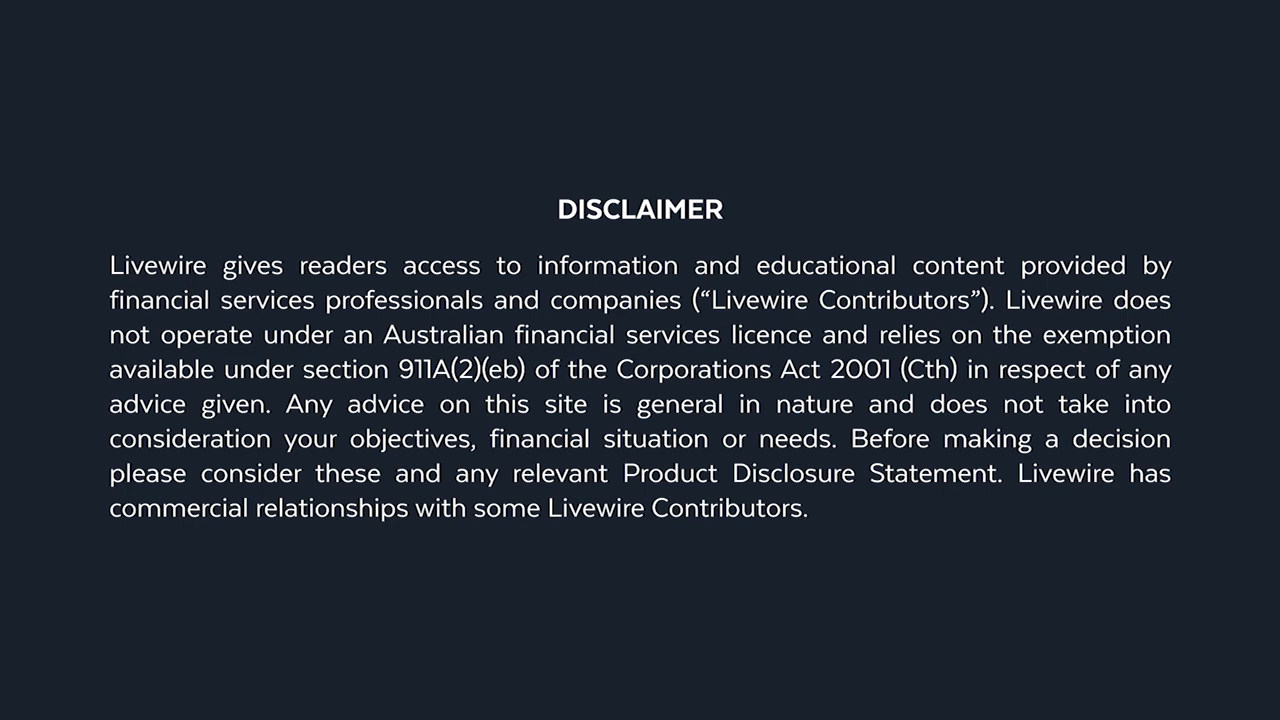 DISCLAIMER
Livewire gives readers access to information and educational content provided by
financial services professionals and companies (“Livewire Contributors”). Livewire does
not operate under an Australian financial services licence and relies on the exemption
available under section 911A(2)(eb) of the Corporations Act 2001 (Cth) in respect of any
advice given. Any advice on this site is general in nature and does not take into
consideration your objectives, financial situation or needs. Before making a decision
please consider these and any relevant Product Disclosure Statement. Livewire has
commercial relationships with some Livewire Contributors.